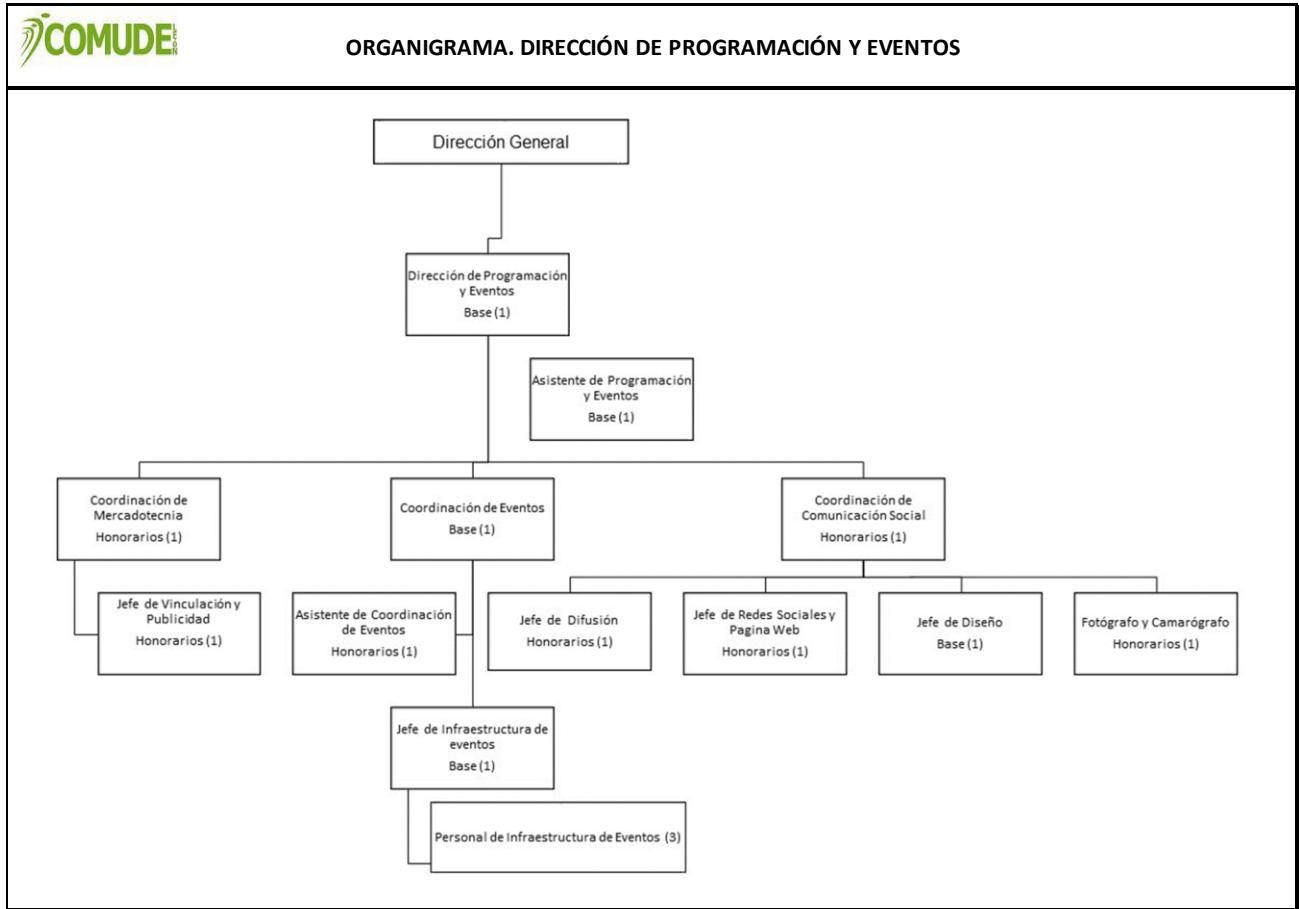 COMUDE
LEÓN
ORGANIGRAMA. DIRECCIÓN DE PROGRAMACIÓN Y EVENTOS
Dirección General
Dirección de Programación
y Eventos
Base (1)
Asistente de Programación
y Eventos
Base (1)
Coordinación de
Mercadotecnia
Honorarios (1)
Coordinación de Eventos
Base (1)
Coordinación de
Comunicación Social
Honorarios (1)
Jefe de Vinculación y
Publicidad
Honorarios (1)
Asistente de Coordinación
de Eventos
Honorarios (1)
Jefe de Difusión
Honorarios (1)
Jefe de Redes Sociales y
Pagina Web
Honorarios (1)
Jefe de Diseño
Base (1)
Fotógrafo y Camarógrafo
Honorarios (1)
Jefe de Infraestructura de
eventos
Base (1)
Personal de Infraestructura de Eventos (3)